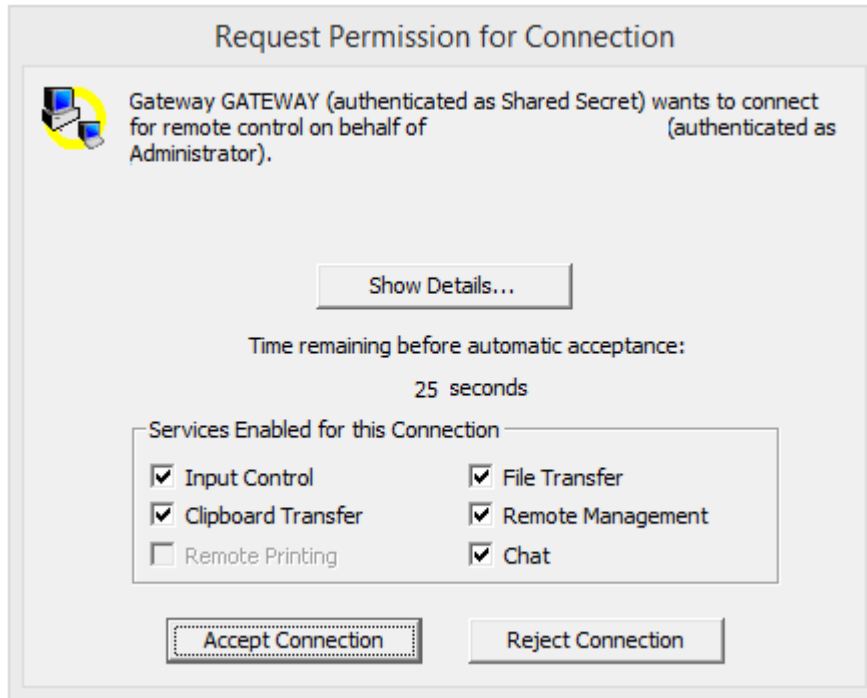 Request Permission for Connection
Gateway GATEWAY (authenticated as Shared Secret) wants to connect
for remote control on behalf of (authenticated as
Administrator).
Show Details...
Time remaining before automatic acceptance:
25 seconds
Services Enabled for this Connection
Input Control File Transfer
Clipboard Transfer Remote Management
Remote Printing Chat
Accept Connection Reject Connection